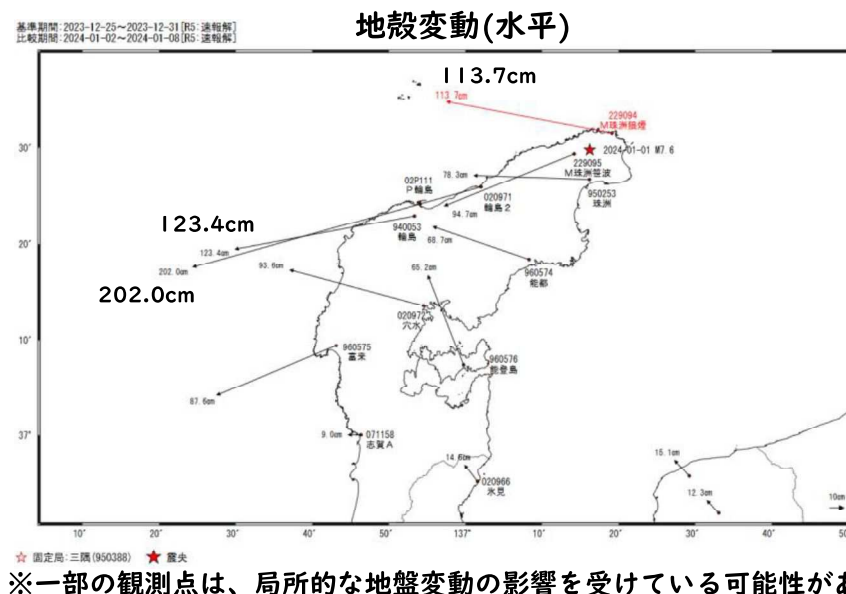 地殻変動(水平)
基準期間:2023-12-25～2023-12-31[R5:速報解]
比較期間:2024-01-02～2024-01-08[R5:速報解]
113.7cm
113.7cm
229094
M珠洲狼煙
2024-01-01 M7.6
229095
M珠洲笹波
78.3cm
950253
珠洲
02P111
P輪島
020971
輪島2
94.7cm
940053
輪島
68.7cm
123.4cm
123.4cm
202.0cm
202.0cm
93.6cm
65.2cm
960574
能都
020972
穴水
960575
富来
960576
能登島
87.6cm
9.0cm
071158
志賀A
14.6cm
020966
氷見
15.1cm
12.3cm
10cm
30'
20'
10'
37°
10'
20'
30'
40'
50'
137°
10'
20'
30'
40'
50
☆ 固定局:三隅(950388) ★ 震央
※一部の観測点は、局所的な地盤変動の影響を受けている可能性があ